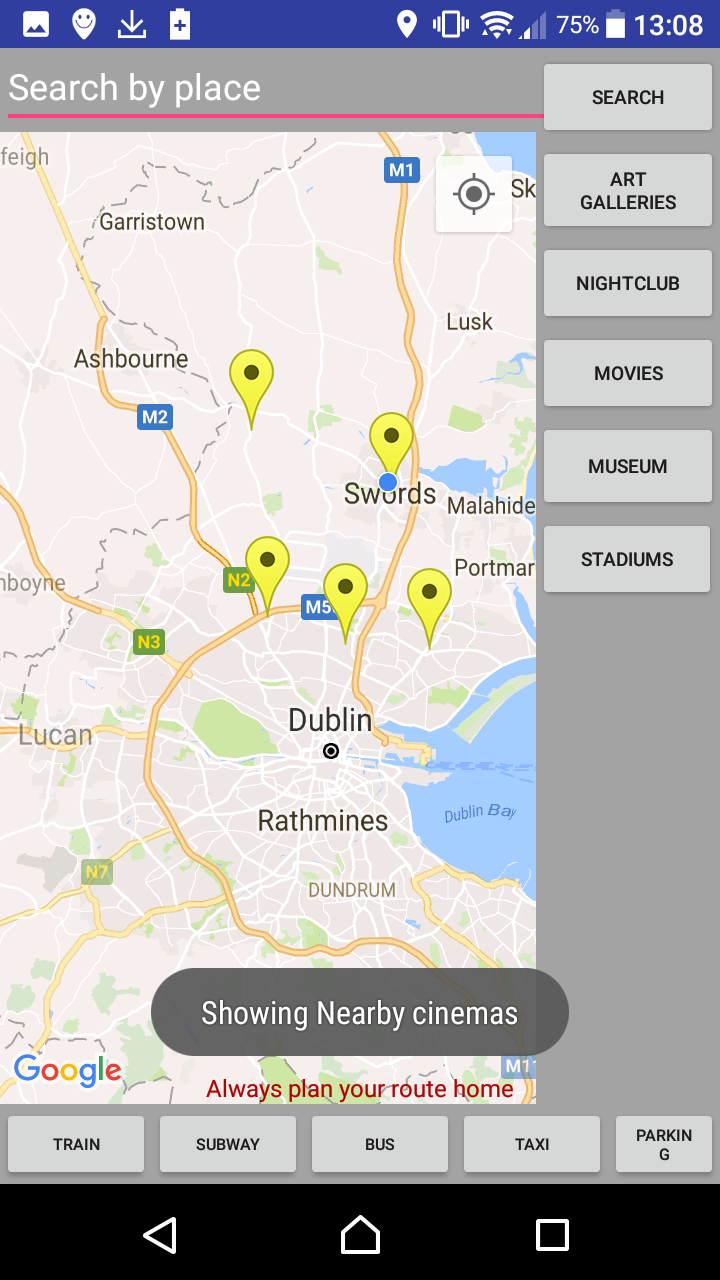 75% 13:08
Search by place
SEARCH
ART
GALLERIES
NIGHTCLUB
MOVIES
MUSEUM
STADIUMS
feigh
M1
Sk
Garristown
Lusk
Ashbourne
M2
Swords
Malahide
N2
M5
Portmar
nboyne
N3
Dublin
Lucan
Rathmines
Dublin Bay
N7
DUNDRUM
Showing Nearby cinemas
Google
M11
Always plan your route home
TRAIN
SUBWAY
BUS
TAXI
PARKIN
G